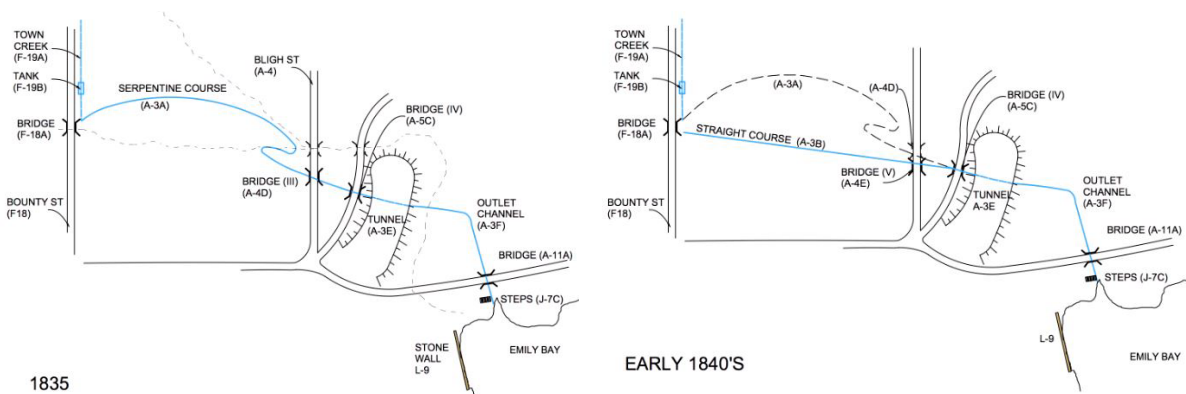 TOWN
CREEK
(F-19A)
TANK
(F-19B)
SERPENTINE COURSE
(A-3A)
BRIDGE
(F-18A)
BLIGH ST
(A-4)
BRIDGE (IV)
(A-5C)
BRIDGE (III)
(A-4D)
BOUNTY ST
(F18)
TUNNEL
(A-3E)
OUTLET
CHANNEL
(A-3F)
BRIDGE (A-11A)
STEPS (J-7C)
STONE
WALL
L-9
EMILY BAY
1835
TOWN
CREEK
(F-19A)
TANK
(F-19B)
(A-3A)
(A-4D)
BRIDGE (IV)
(A-5C)
BRIDGE
(F-18A)
STRAIGHT COURSE (A-3B)
BRIDGE (V)
(A-4E)
TUNNEL
A-3E
OUTLET
CHANNEL
(A-3F)
BOUNTY ST
(F18)
BRIDGE (A-11A)
STEPS (J-7C)
L-9
EMILY BAY
EARLY 1840'S